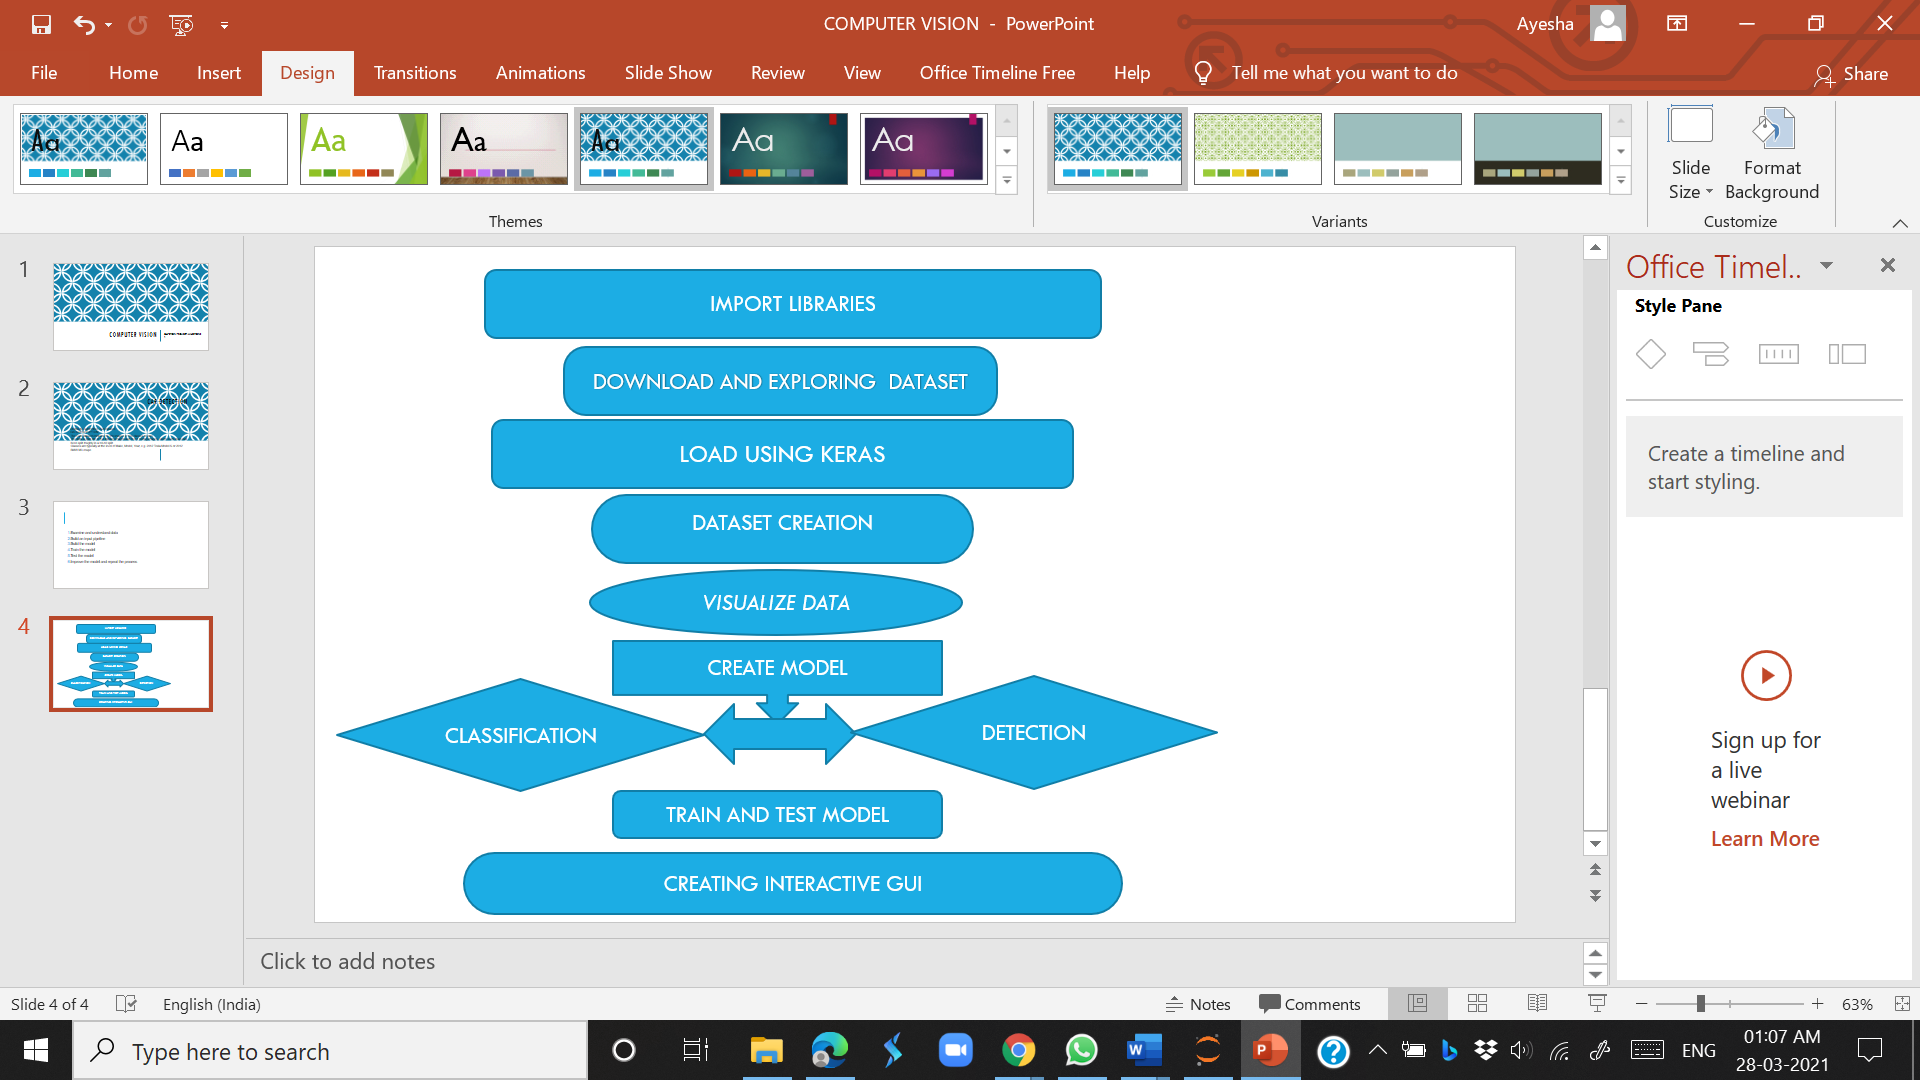 COMPUTER VISION - PowerPoint
Ayesha
File Home Insert Design Transitions Animations Slide Show Review View Office Timeline Free Help Tell me what you want to do
Share
Aa Aa Aa Aa Aa Aa Aa
Slide Size
Format Background
Themes
Variants
Customize
1
COMPUTER VISION
2
3
4
IMPORT LIBRARIES
DOWNLOAD AND EXPLORING DATASET
LOAD USING KERAS
DATASET CREATION
VISUALIZE DATA
CREATE MODEL
CLASSIFICATION
DETECTION
TRAIN AND TEST MODEL
CREATING INTERACTIVE GUI
Office Timel..
Style Pane
Create a timeline and
start styling.
Sign up for
a live
webinar
Learn More
Click to add notes
Slide 4 of 4
English (India)
Notes
Comments
63%
Type here to search
ENG
01:07 AM
28-03-2021